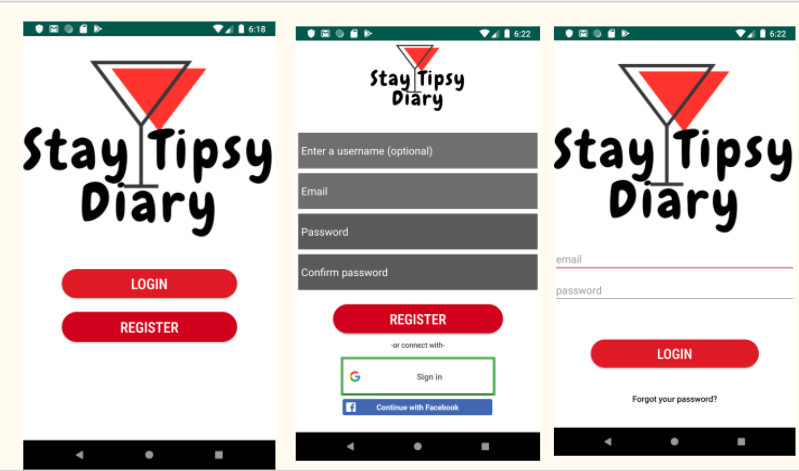 6:18
Stay Tipsy
Diary
LOGIN
REGISTER
6:22
Stay Tipsy
Diary
Enter a username (optional)
Email
Password
Confirm password
REGISTER
-or connect with-
G Sign in
f Continue with Facebook
6:22
Stay Tipsy
Diary
email
password
LOGIN
Forgot your password?